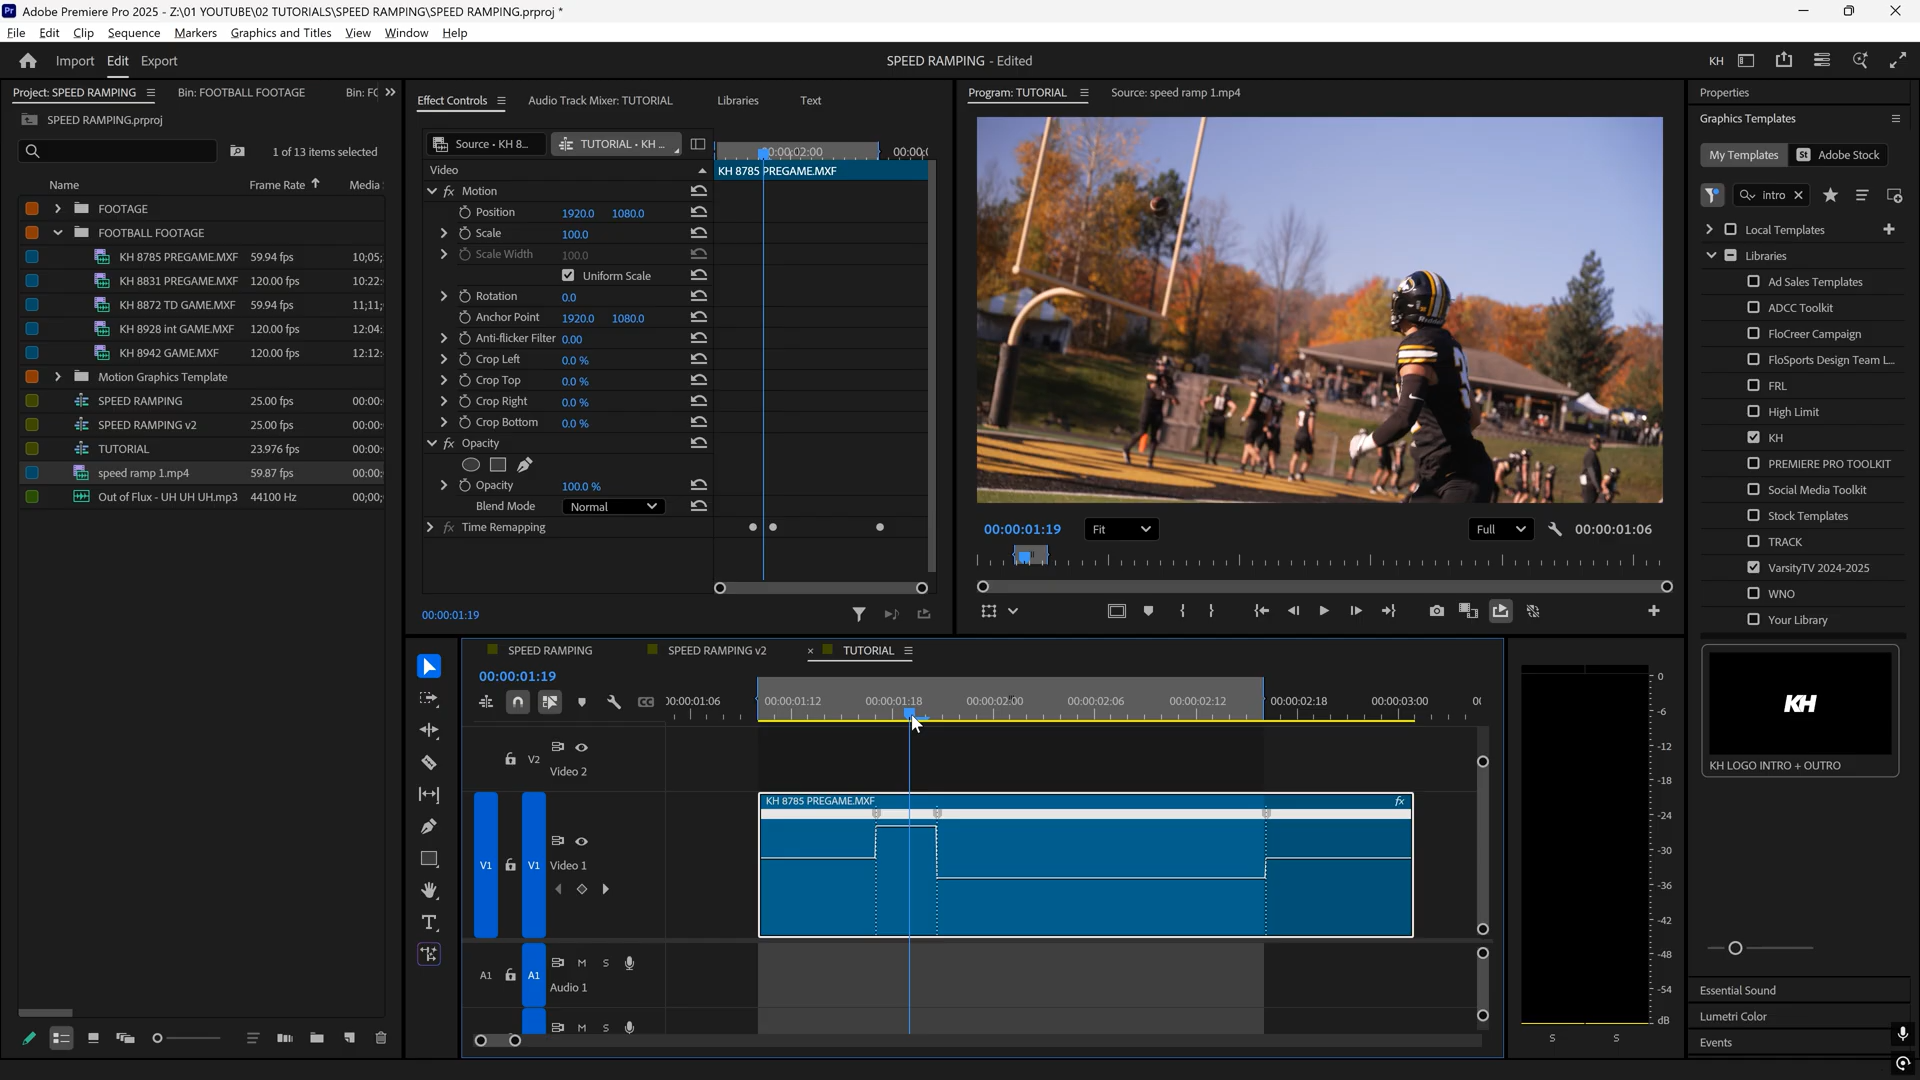 Adobe Premiere Pro 2025 - Z:\01 YOUTUBE\02 TUTORIALS\SPEED RAMPING\SPEED RAMPING.prproj *
File Edit Clip Sequence Markers Graphics and Titles View Window Help
Import Edit Export
SPEED RAMPING - Edited
KH
Project: SPEED RAMPING
Bin: FOOTBALL FOOTAGE
Bin: FC
SPEED RAMPING.prproj
1 of 13 items selected
Name Frame Rate Media
FOOTAGE
FOOTBALL FOOTAGE
KH 8785 PREGAME.MXF 59.94 fps 10;05;
KH 8831 PREGAME.MXF 120.00 fps 10:22:
KH 8872 TD GAME.MXF 59.94 fps 11;11;
KH 8928 int GAME.MXF 120.00 fps 12:04:
KH 8942 GAME.MXF 120.00 fps 12:12:
Motion Graphics Template
SPEED RAMPING 25.00 fps 00:00:
SPEED RAMPING v2 25.00 fps 00:00:
TUTORIAL 23.976 fps 00:00:
speed ramp 1.mp4 59.87 fps 00:00:
Out of Flux - UH UH UH.mp3 44100 Hz 00;00;
Effect Controls Audio Track Mixer: TUTORIAL Libraries Text
Source • KH 8... TUTORIAL • KH ...
00:00:02:00 00:00:(
Video
KH 8785 PREGAME.MXF
fx Motion
Position 1920.0 1080.0
Scale 100.0
Scale Width 100.0
Uniform Scale
Rotation 0.0
Anchor Point 1920.0 1080.0
Anti-flicker Filter 0.00
Crop Left 0.0 %
Crop Top 0.0 %
Crop Right 0.0 %
Crop Bottom 0.0 %
fx Opacity
Opacity 100.0 %
Blend Mode Normal
fx Time Remapping
00:00:01:19
Program: TUTORIAL
Source: speed ramp 1.mp4
00:00:01:19 Fit Full 00:00:01:06
SPEED RAMPING SPEED RAMPING v2 × TUTORIAL
00:00:01:19
00:00:01:06 00:00:01:12 00:00:01:18 00:00:02:00 00:00:02:06 00:00:02:12 00:00:02:18 00:00:03:00
CC
V2
Video 2
KH 8785 PREGAME.MXF fx
V1 V1 Video 1
A1 A1 M S
Audio 1
M S
0
-6
-12
-18
-24
-30
-36
-42
-48
-54
dB
S S
Properties
Graphics Templates
My Templates St Adobe Stock
intro
Local Templates
Libraries
Ad Sales Templates
ADCC Toolkit
FloCreer Campaign
FloSports Design Team L...
FRL
High Limit
KH
PREMIERE PRO TOOLKIT
Social Media Toolkit
Stock Templates
TRACK
VarsityTV 2024-2025
WNO
Your Library
KH
KH LOGO INTRO + OUTRO
Essential Sound
Lumetri Color
Events